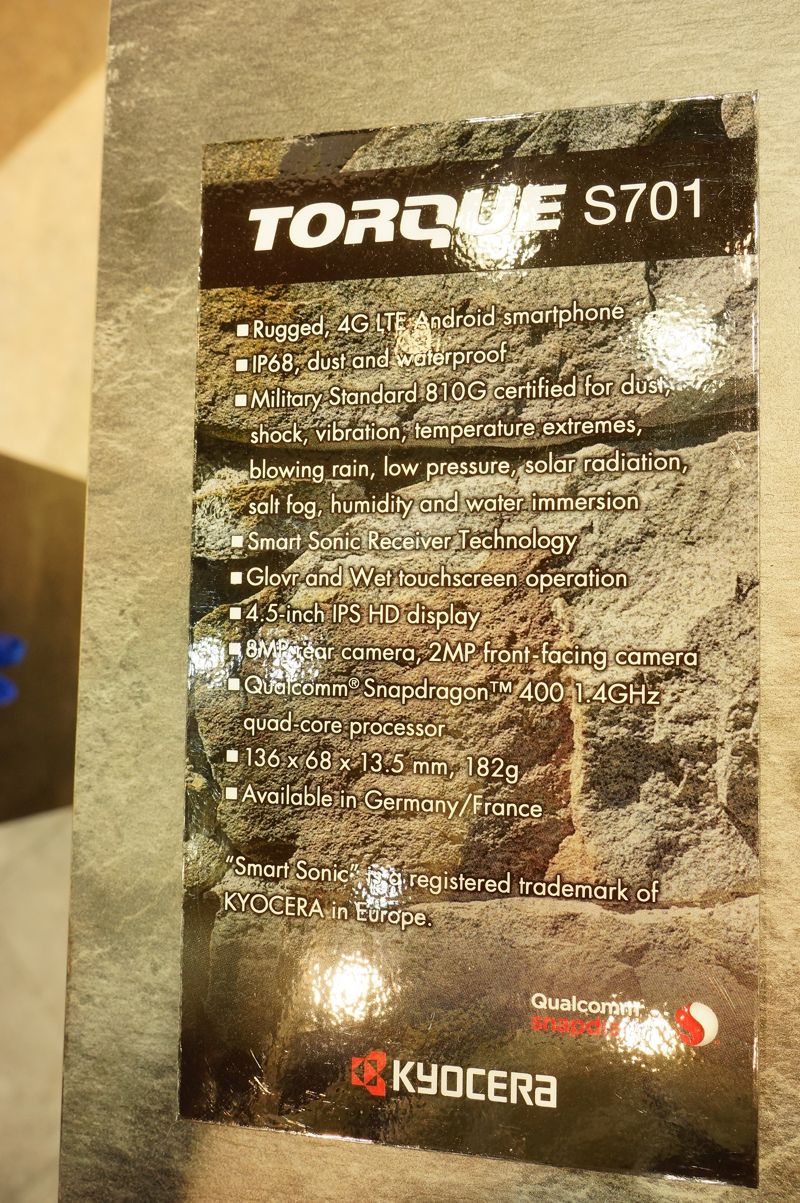 TORQUE S701
■ Rugged, 4G LTE Android smartphone
■ IP68, dust and waterproof
■ Military Standard 810G certified for dust,
shock, vibration, temperature extremes,
blowing rain, low pressure, solar radiation,
salt fog, humidity and water immersion
■ Smart Sonic Receiver Technology
■ Glovr and Wet touchscreen operation
■ 4.5-inch IPS HD display
■ 8MP rear camera, 2MP front-facing camera
■ Qualcomm® Snapdragon™ 400 1.4GHz
quad-core processor
■ 136 x 68 x 13.5 mm, 182g
■ Available in Germany/France
“Smart Sonic” is a registered trademark of
KYOCERA in Europe.
Qualcomm
KYOCERA